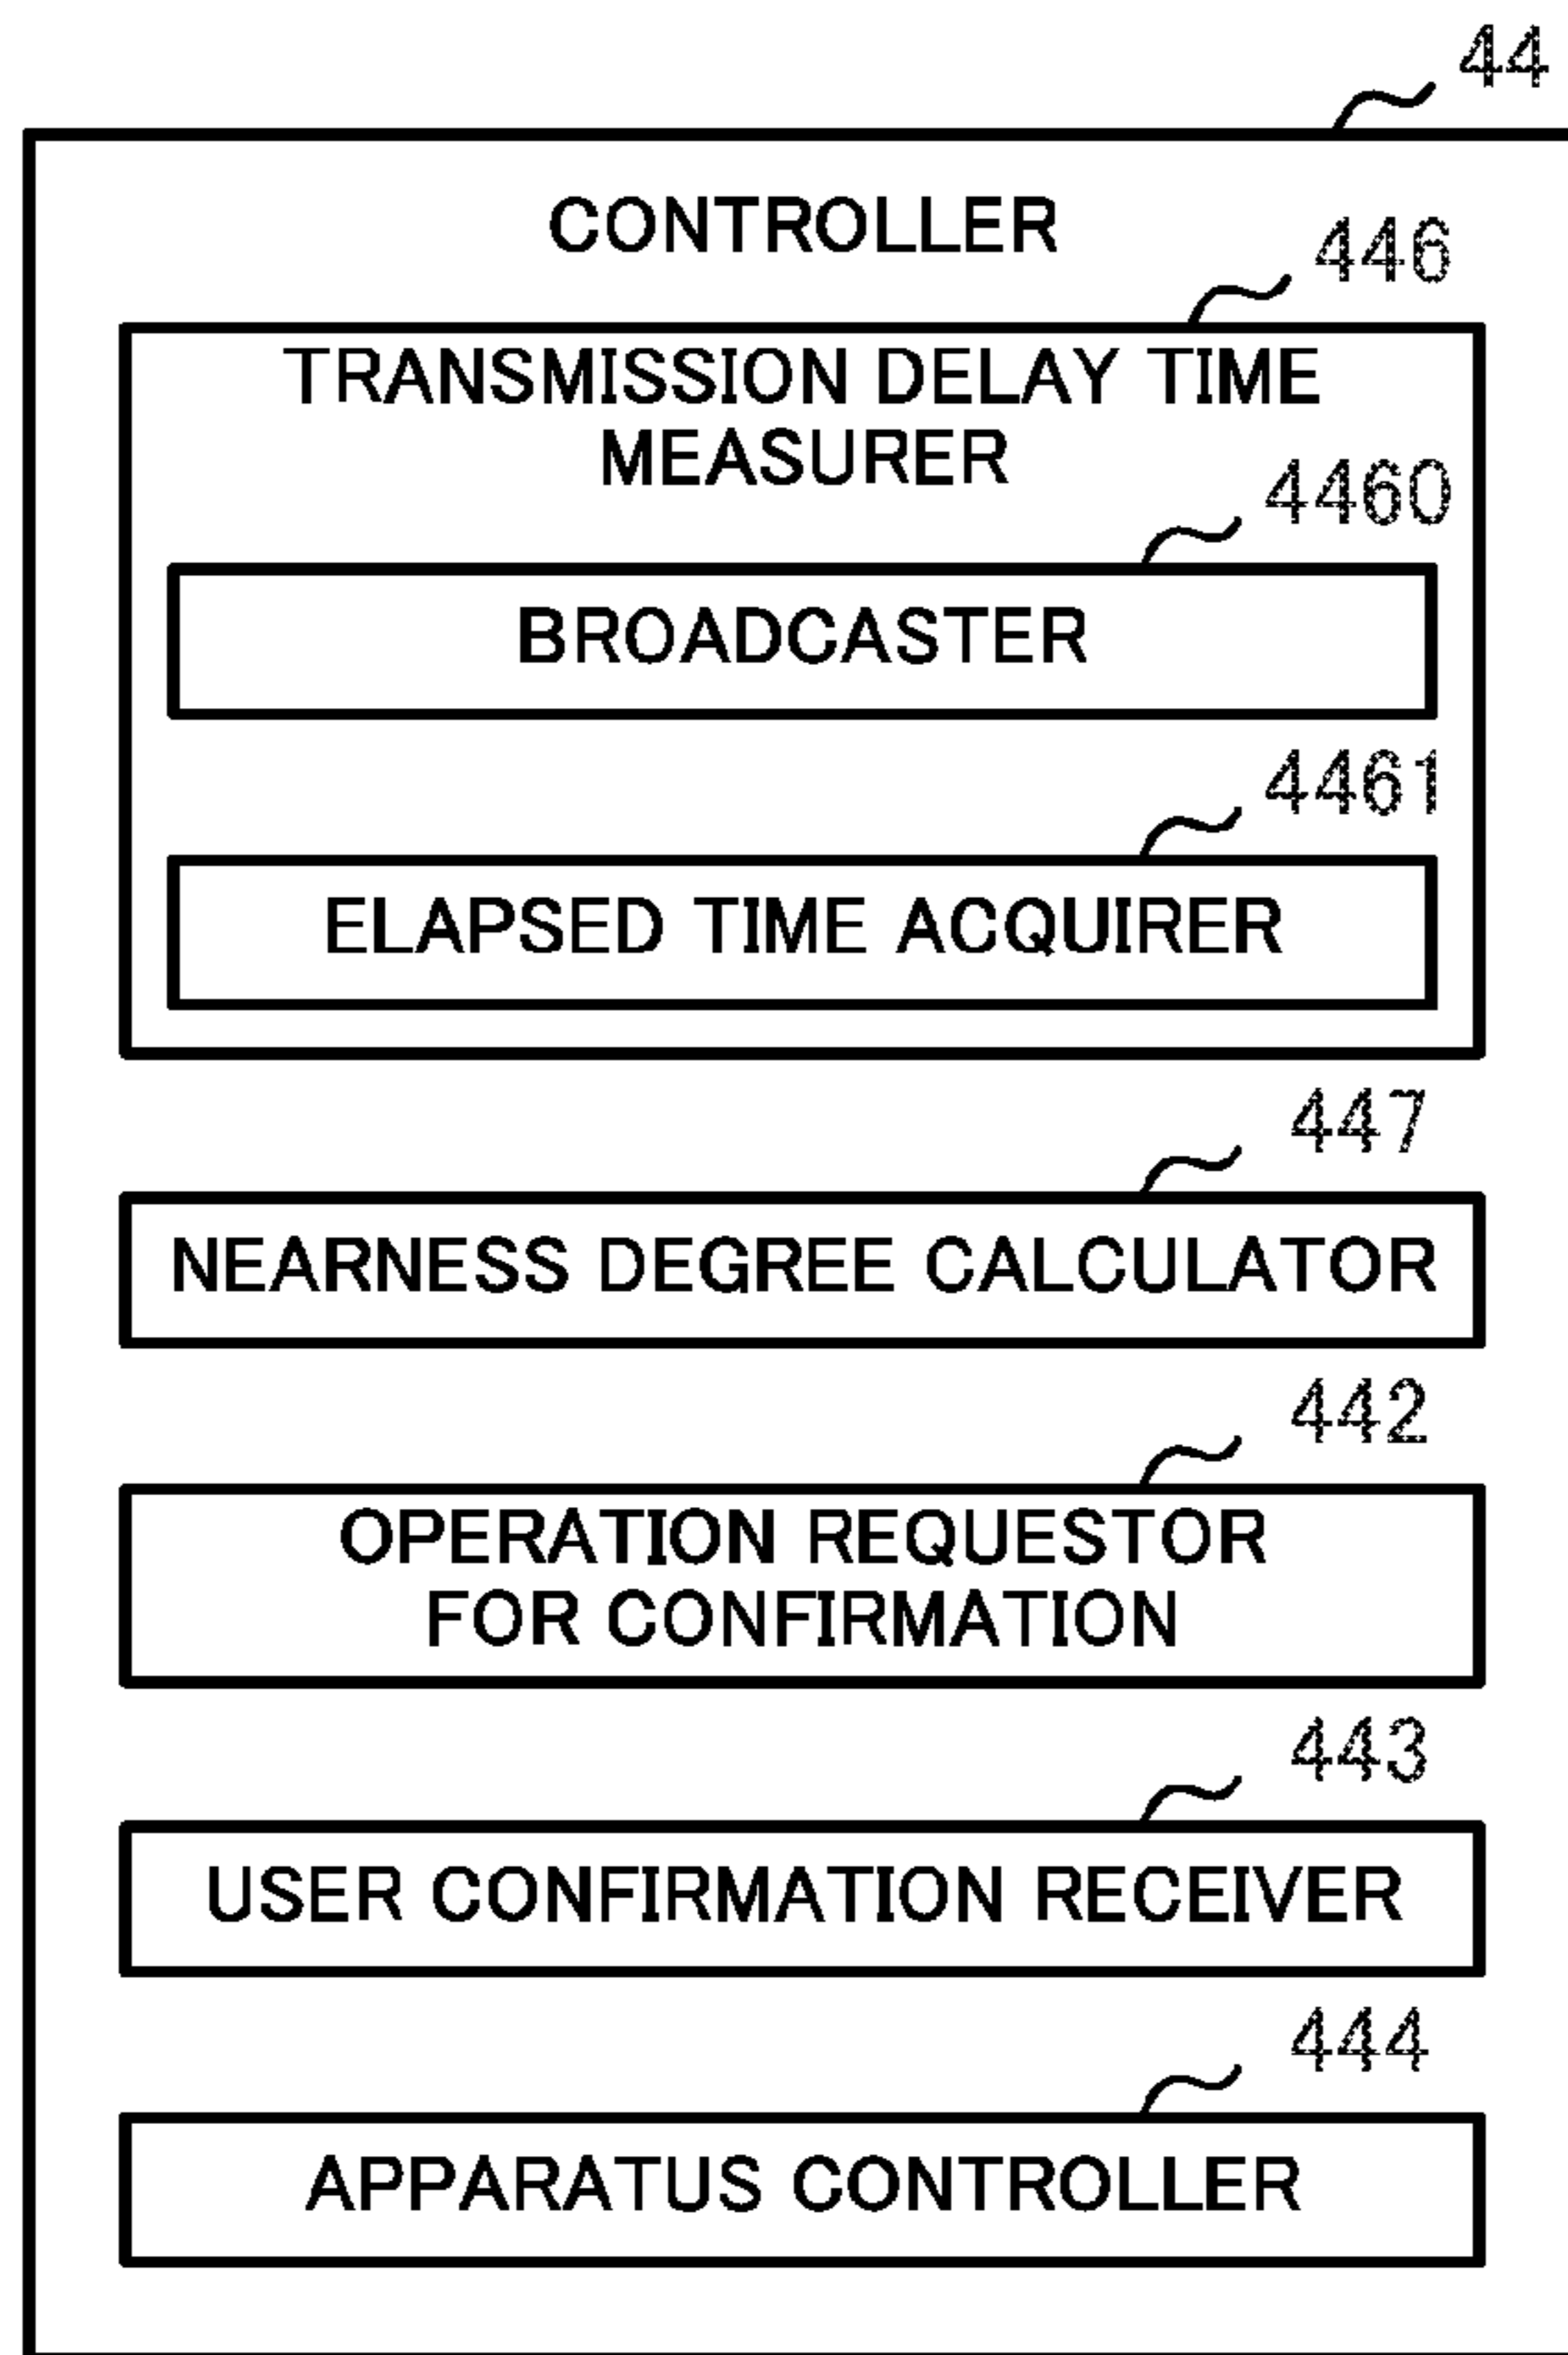 44
CONTROLLER
446
TRANSMISSION DELAY TIME
MEASURER
4460
BROADCASTER
4461
ELAPSED TIME ACQUIRER
447
NEARNESS DEGREE CALCULATOR
442
OPERATION REQUESTOR
FOR CONFIRMATION
443
USER CONFIRMATION RECEIVER
444
APPARATUS CONTROLLER